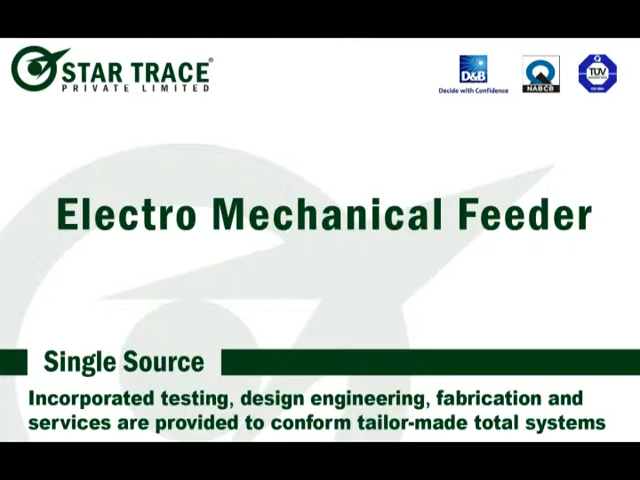 STAR TRACE®
PRIVATE LIMITED
D&B
Decide with Confidence
Q
NABCB
TÜV
Electro Mechanical Feeder
Single Source
Incorporated testing, design engineering, fabrication and
services are provided to conform tailor-made total systems